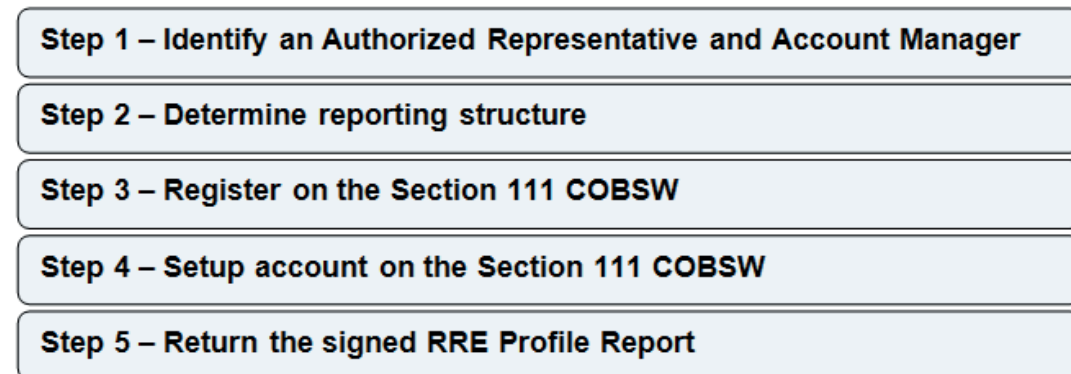 Step 1 – Identify an Authorized Representative and Account Manager
Step 2 – Determine reporting structure
Step 3 – Register on the Section 111 COBSW
Step 4 – Setup account on the Section 111 COBSW
Step 5 – Return the signed RRE Profile Report